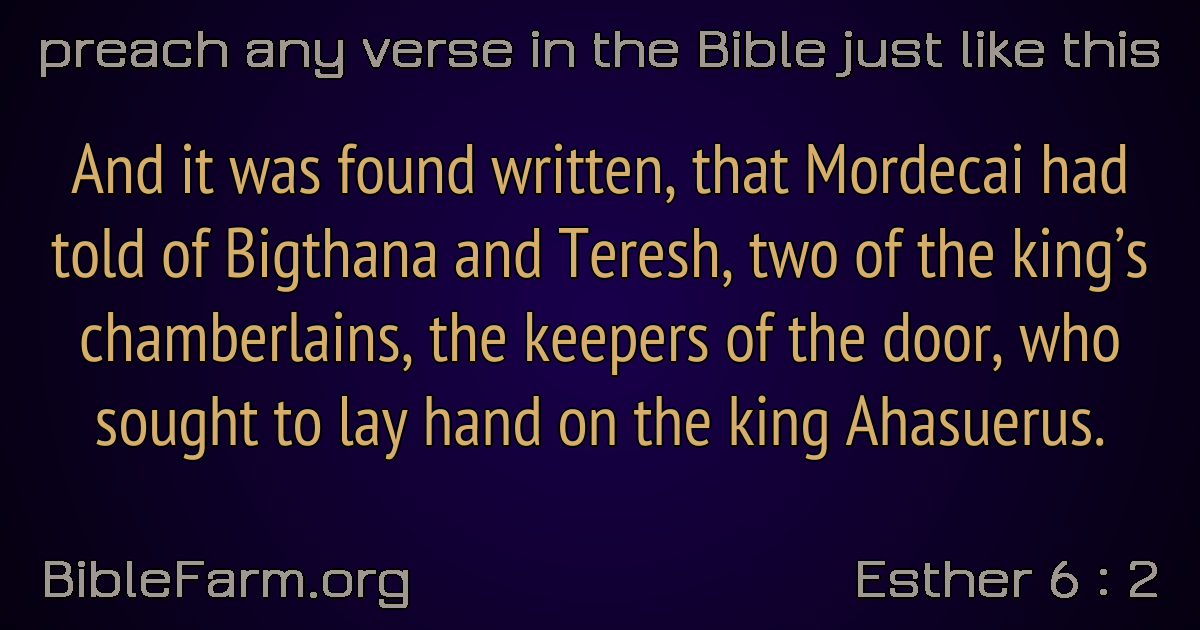 preach any verse in the Bible just like this
And it was found written, that Mordecai had
told of Bigthana and Teresh, two of the king’s
chamberlains, the keepers of the door, who
sought to lay hand on the king Ahasuerus.
BibleFarm.org
Esther 6 : 2